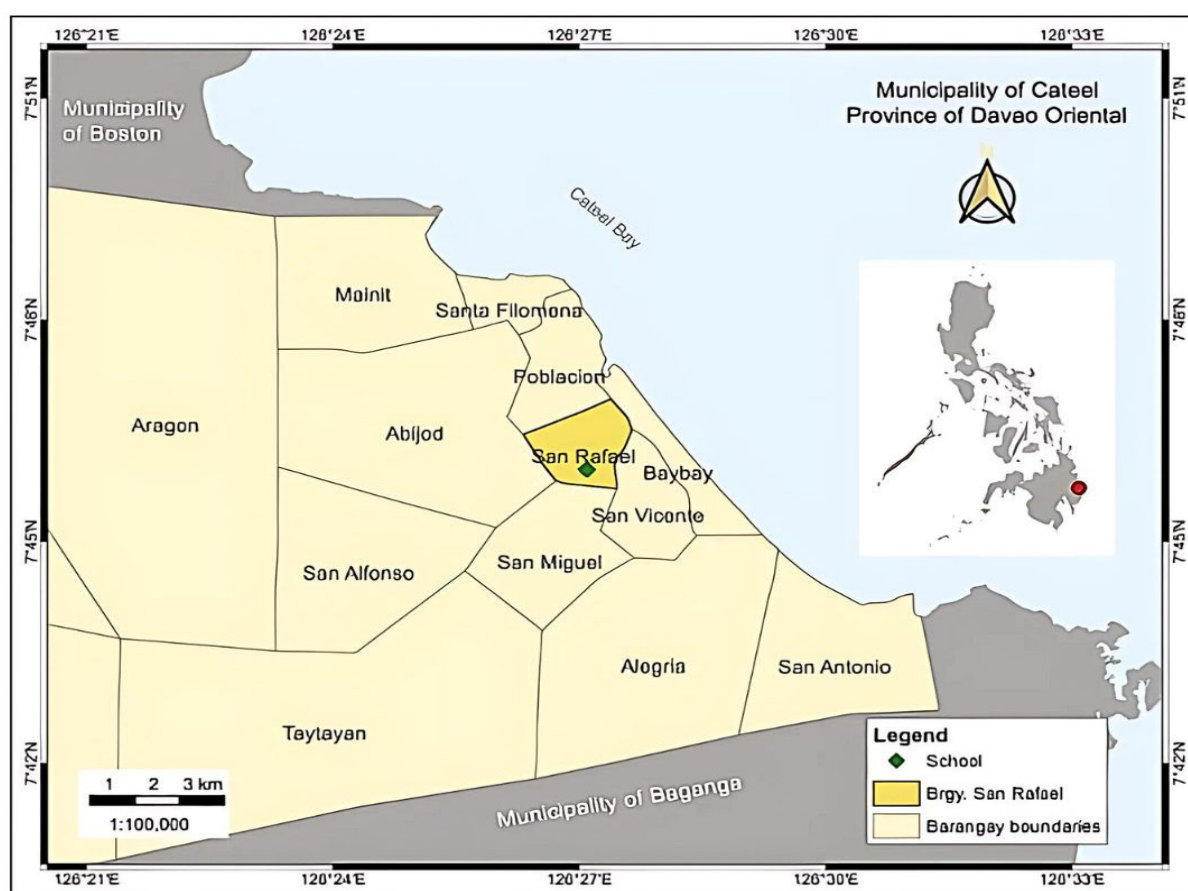 126°21'E 128°24'E 126°27'E 126°30'E 128°33'E
7°51'N
7°51'N
Municipality
of Boston
Municipality of Cateel
Province of Davao Oriental
N
Cateel Bay
Mainit
Santa Filomena
7°48'N
7°48'N
Poblacion
Aragon
Abijod
San Rafael
Baybay
San Vicente
7°45'N
7°45'N
San Miguel
San Alfonso
Alegria
San Antonio
Taytayan
7°42'N
7°42'N
Municipality of Baganga
Legend
School
Brgy. San Rafael
Barangay boundaries
1 2 3 km
1:100,000
126°21'E 128°24'E 126°27'E 126°30'E 128°33'E